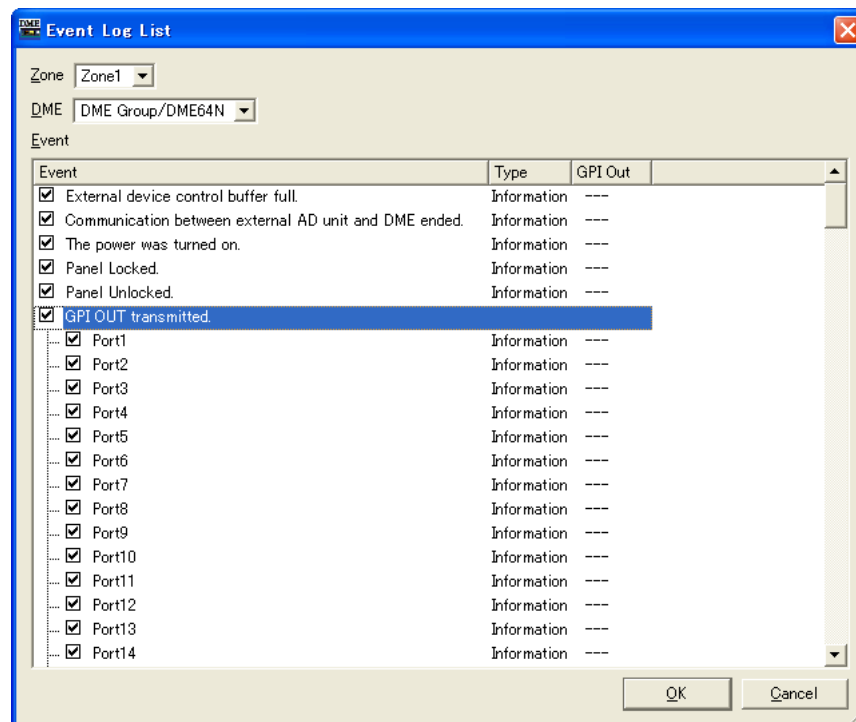 DME Event Log List
Zone Zone1
DME DME Group/DME64N
Event
Event Type GPI Out
External device control buffer full. Information ---
Communication between external AD unit and DME ended. Information ---
The power was turned on. Information ---
Panel Locked. Information ---
Panel Unlocked. Information ---
GPI OUT transmitted.
Port1 Information ---
Port2 Information ---
Port3 Information ---
Port4 Information ---
Port5 Information ---
Port6 Information ---
Port7 Information ---
Port8 Information ---
Port9 Information ---
Port10 Information ---
Port11 Information ---
Port12 Information ---
Port13 Information ---
Port14 Information ---
OK Cancel